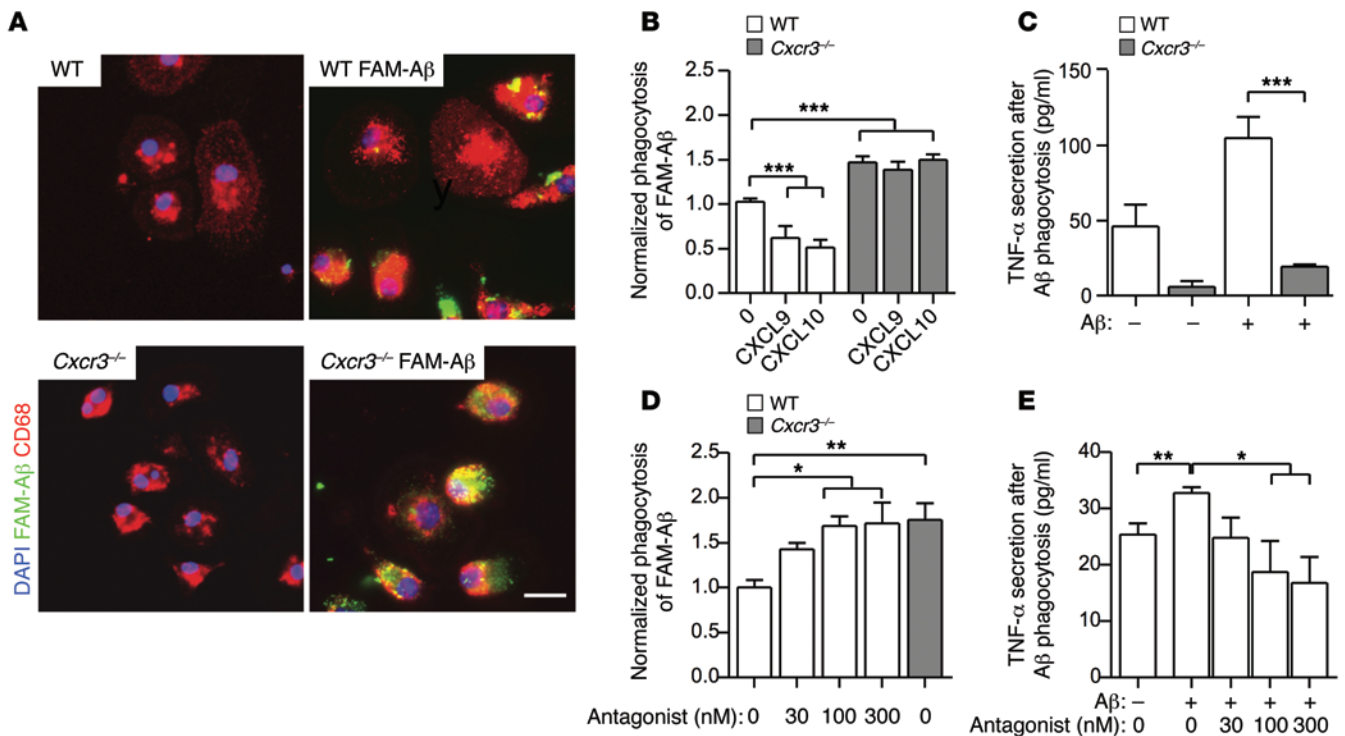 A
WT
WT FAM-Aβ
y
Cxcr3–/–
Cxcr3–/– FAM-Aβ
DAPI FAM-Aβ CD68
B
WT
Cxcr3–/–
Normalized phagocytosis
of FAM-Aβ
2.5
2.0
1.5
1.0
0.5
0.0
***
***
0
CXCL9
CXCL10
0
CXCL9
CXCL10
C
WT
Cxcr3–/–
TNF-α secretion after
Aβ phagocytosis (pg/ml)
150
100
50
0
***
Aβ: – – + +
D
WT
Cxcr3–/–
Normalized phagocytosis
of FAM-Aβ
2.5
2.0
1.5
1.0
0.5
0.0
**
*
Antagonist (nM): 0 30 100 300 0
E
TNF-α secretion after
Aβ phagocytosis (pg/ml)
40
30
20
10
0
** *
Aβ: – + + + +
Antagonist (nM): 0 0 30 100 300